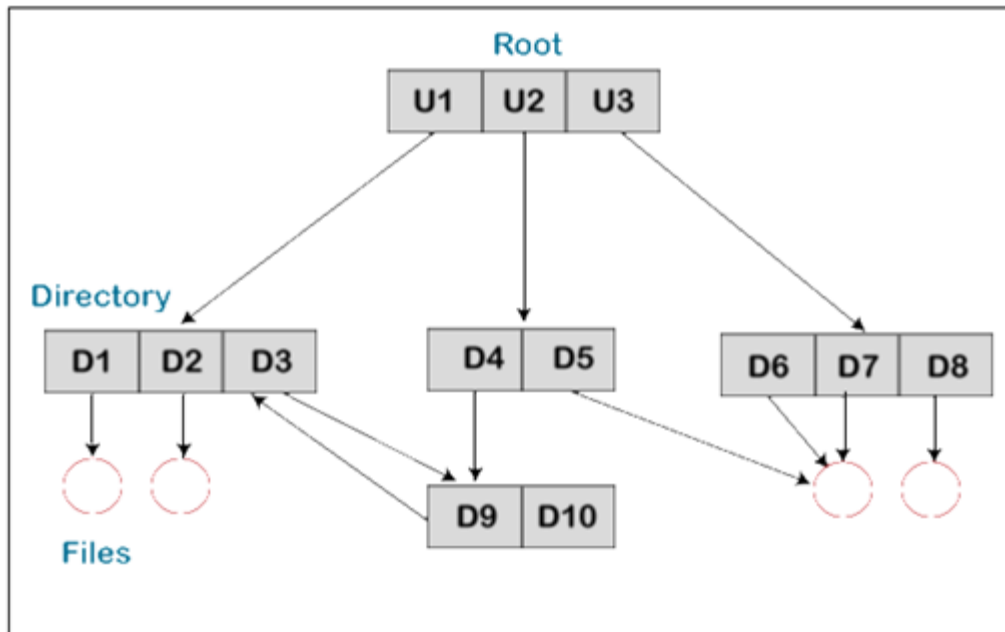 Root
U1 U2 U3
Directory
D1 D2 D3 D4 D5 D6 D7 D8
D9 D10
Files